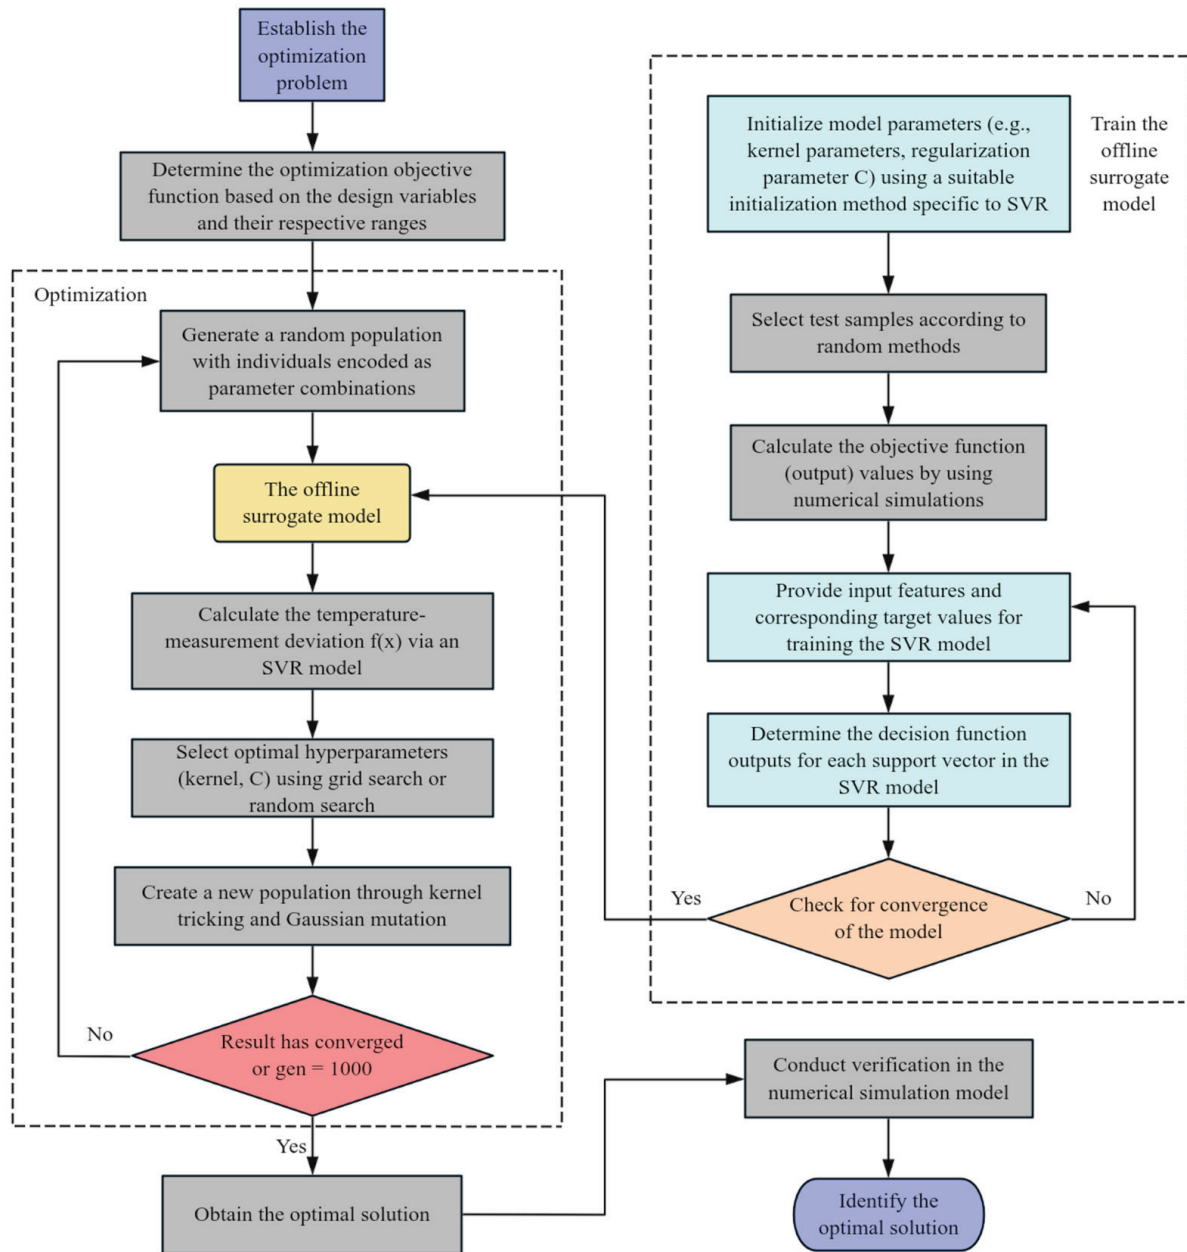 Establish the
optimization
problem
Determine the optimization objective
function based on the design variables
and their respective ranges
Optimization
Generate a random population
with individuals encoded as
parameter combinations
The offline
surrogate model
Calculate the temperature-
measurement deviation f(x) via an
SVR model
Select optimal hyperparameters
(kernel, C) using grid search or
random search
Create a new population through kernel
tricking and Gaussian mutation
No
Result has converged
or gen = 1000
Yes
Obtain the optimal solution
Initialize model parameters (e.g.,
kernel parameters, regularization
parameter C) using a suitable
initialization method specific to SVR
Train the
offline
surrogate
model
Select test samples according to
random methods
Calculate the objective function
(output) values by using
numerical simulations
Provide input features and
corresponding target values for
training the SVR model
Determine the decision function
outputs for each support vector in the
SVR model
Yes
Check for convergence
of the model
No
Conduct verification in the
numerical simulation model
Identify the
optimal solution